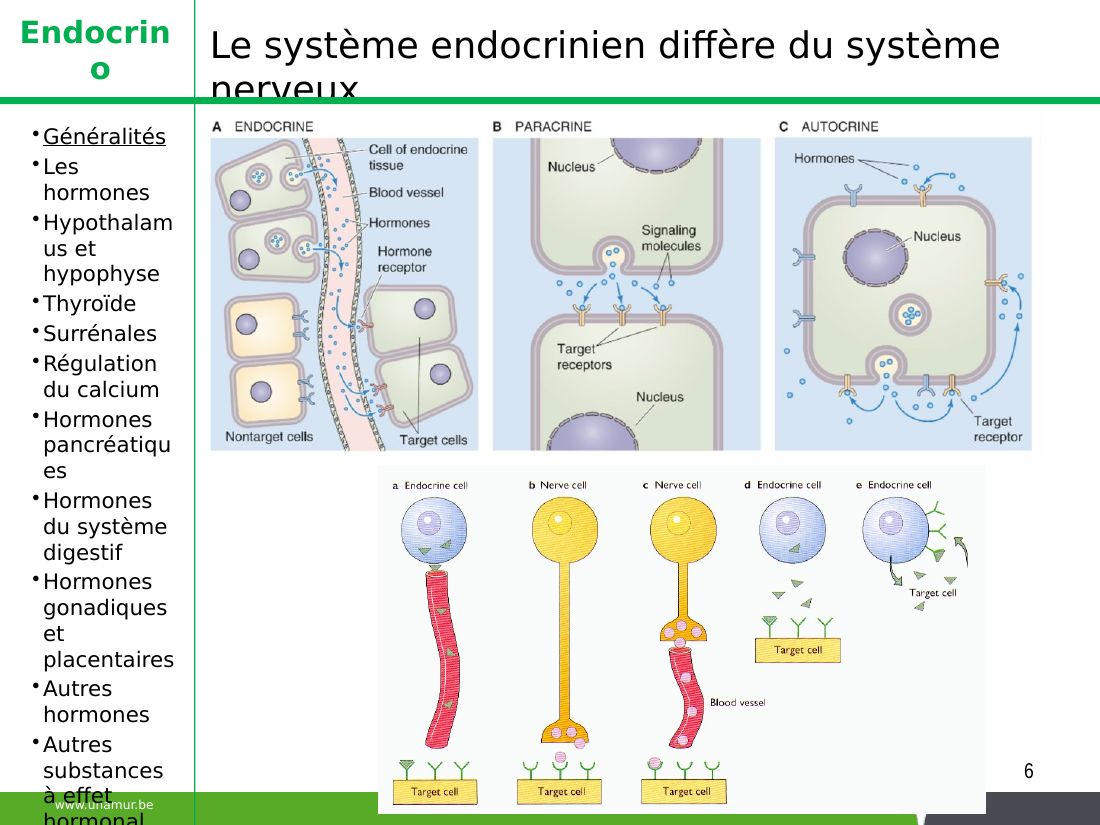 Endocrin
o
Le système endocrinien diffère du système
nerveux
•Généralités
•Les
hormones
•Hypothalam
us et
hypophyse
•Thyroïde
•Surrénales
•Régulation
du calcium
•Hormones
pancréatiqu
es
•Hormones
du système
digestif
•Hormones
gonadiques
et
placentaires
•Autres
hormones
•Autres
substances
à effet
hormonal
www.unamur.be
A ENDOCRINE
Cell of endocrine
tissue
Blood vessel
Hormones
Hormone
receptor
Nontarget cells
Target cells
B PARACRINE
Nucleus
Signaling
molecules
Target
receptors
Nucleus
C AUTOCRINE
Hormones
Nucleus
Target
receptor
a Endocrine cell
b Nerve cell
c Nerve cell
d Endocrine cell
e Endocrine cell
Target cell
Target cell
Blood vessel
Target cell
Target cell
Target cell
6